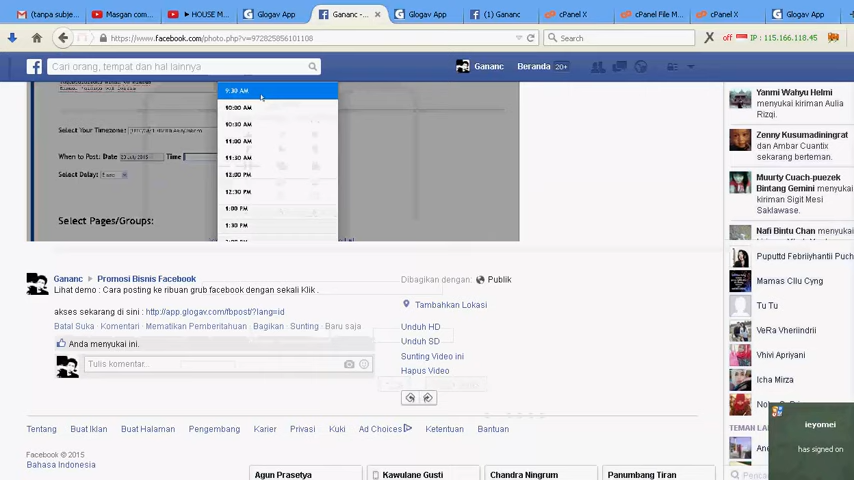 (tanpa subje
Masgan com
► HOUSE M
Glogav App
Gananc -...
Glogav App
(1) Gananc
cPanel X
cPanel File M...
cPanel X
Glogav App
https://www.facebook.com/photo.php?v=972825856101108
Search
off
IP : 115.166.118.45
Cari orang, tempat dan hal lainnya
Gananc
Beranda 20+
9:30 AM
10:00 AM
10:30 AM
11:00 AM
11:30 AM
12:00 PM
12:30 PM
1:00 PM
1:30 PM
Select Your Timezone:
When to Post: Date 23 July 2015 Time
Select Delay:
Select Pages/Groups:
Gananc ► Promosi Bisnis Facebook
Lihat demo : Cara posting ke ribuan grub facebook dengan sekali Klik .
akses sekarang di sini : http://app.glogav.com/fbpost/?lang=id
Batal Suka · Komentari · Mematikan Pemberitahuan · Bagikan · Sunting · Baru saja
Anda menyukai ini.
Tulis komentar...
Dibagikan dengan: Publik
Tambahkan Lokasi
Unduh HD
Unduh SD
Sunting Video ini
Hapus Video
Tentang
Buat Iklan
Buat Halaman
Pengembang
Karier
Privasi
Kuki
Ad Choices
Ketentuan
Bantuan
Facebook © 2015
Bahasa Indonesia
Agun Prasetya
Kawulane Gusti
Chandra Ningrum
Panumbang Tiran
Yanmi Wahyu Helmi
menyukai kiriman Aulia
Rizqi.
Zenny Kusumadiningrat
dan Ambar Cuantix
sekarang berteman.
Muurty Cuach-puezek
Bintang Gemini menyukai
kiriman Sigit Mesi
Saklawase.
Nafi Bintu Chan menyukai
Puputtd Febriiyhantii Puch
Mamas CIlu Cyng
Tu Tu
VeRa Rheriindrii
Vhivi Apriyani
Icha Mirza
TEMAN LA
ieyomei
has signed on